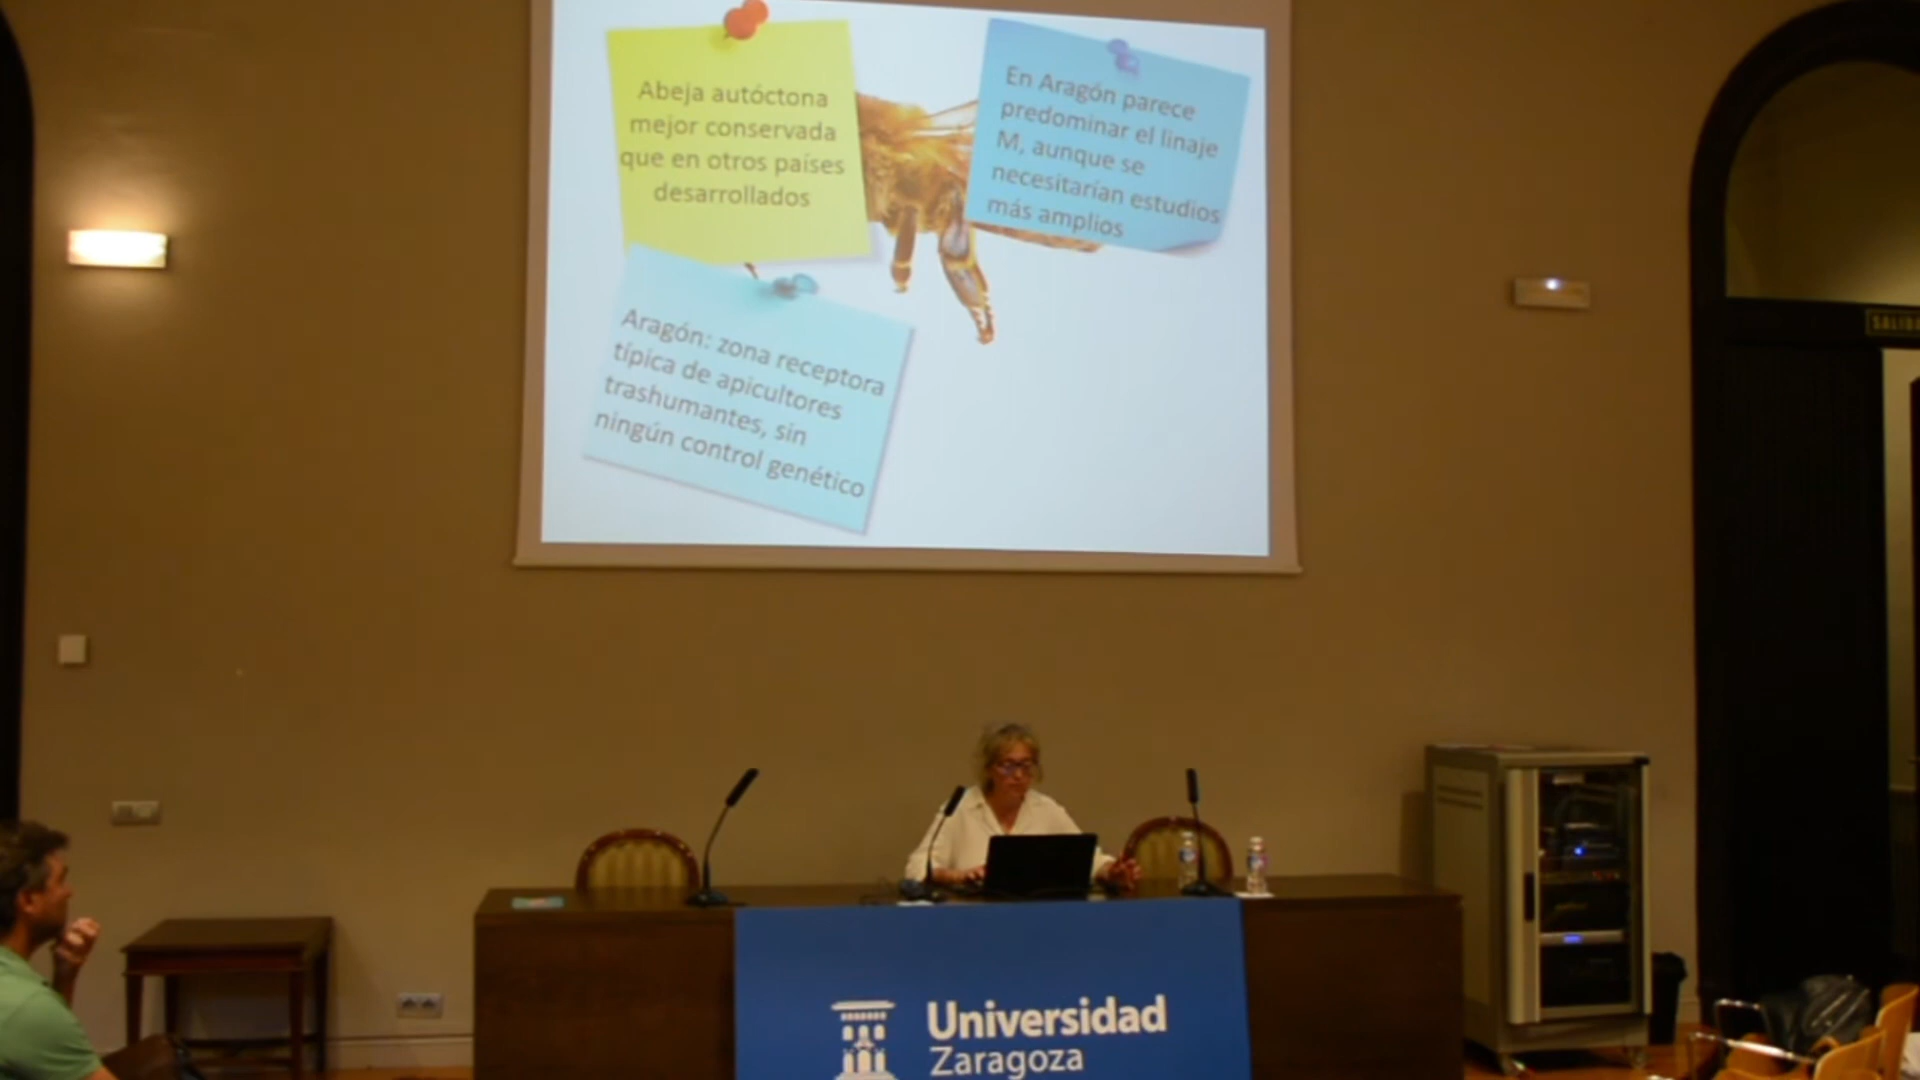 Abeja autóctona
mejor conservada
que en otros países
desarrollados
En Aragón parece
predominar el linaje
M, aunque se
necesitarían estudios
más amplios
Aragón: zona receptora
típica de apicultores
trashumantes, sin
ningún control genético
SALIDA
Universidad
Zaragoza